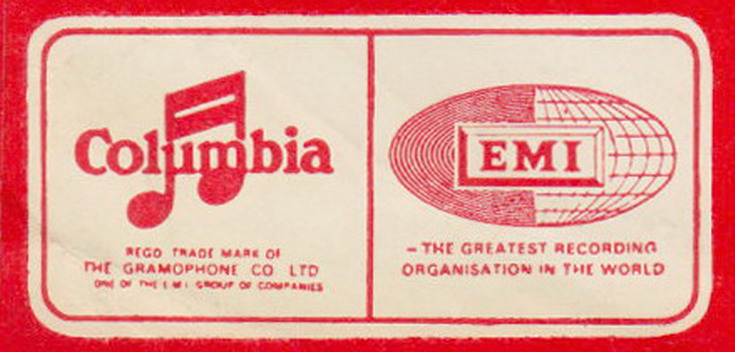 Columbia
REGD TRADE MARK OF
THE GRAMOPHONE CO LTD
ONE OF THE E M I GROUP OF COMPANIES
EMI
– THE GREATEST RECORDING
ORGANISATION IN THE WORLD